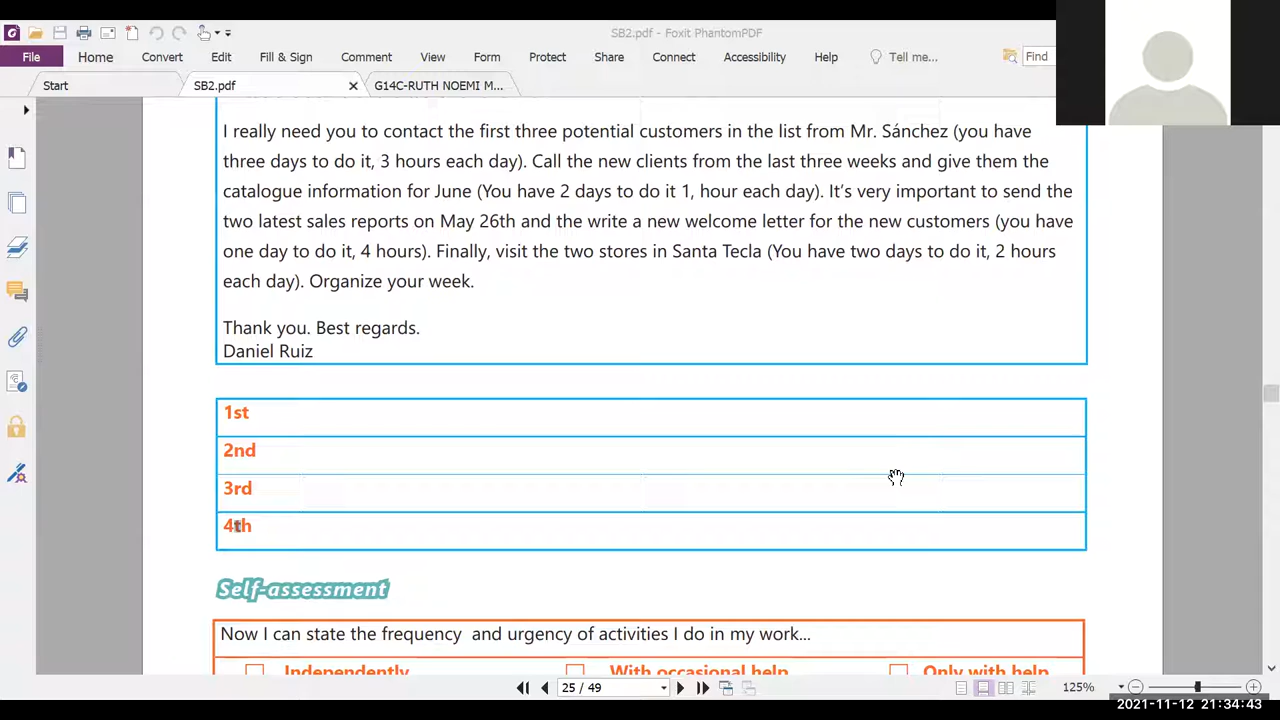 SB2.pdf - Foxit PhantomPDF
File Home Convert Fill & Sign Edit Comment View Form Protect Share Connect Accessibility Help Tell me... Find
Start SB2.pdf G14C-RUTH NOEMI M...
I really need you to contact the first three potential customers in the list from Mr. Sánchez (you have
three days to do it, 3 hours each day). Call the new clients from the last three weeks and give them the
catalogue information for June (You have 2 days to do it 1, hour each day). It's very important to send the
two latest sales reports on May 26th and the write a new welcome letter for the new customers (you have
one day to do it, 4 hours). Finally, visit the two stores in Santa Tecla (You have two days to do it, 2 hours
each day). Organize your week.
Thank you. Best regards.
Daniel Ruiz
1st
2nd
3rd
4th
Self-assessment
Now I can state the frequency and urgency of activities I do in my work...
Independently With occasional help Only with help
25 / 49 125%
2021-11-12 21:34:43